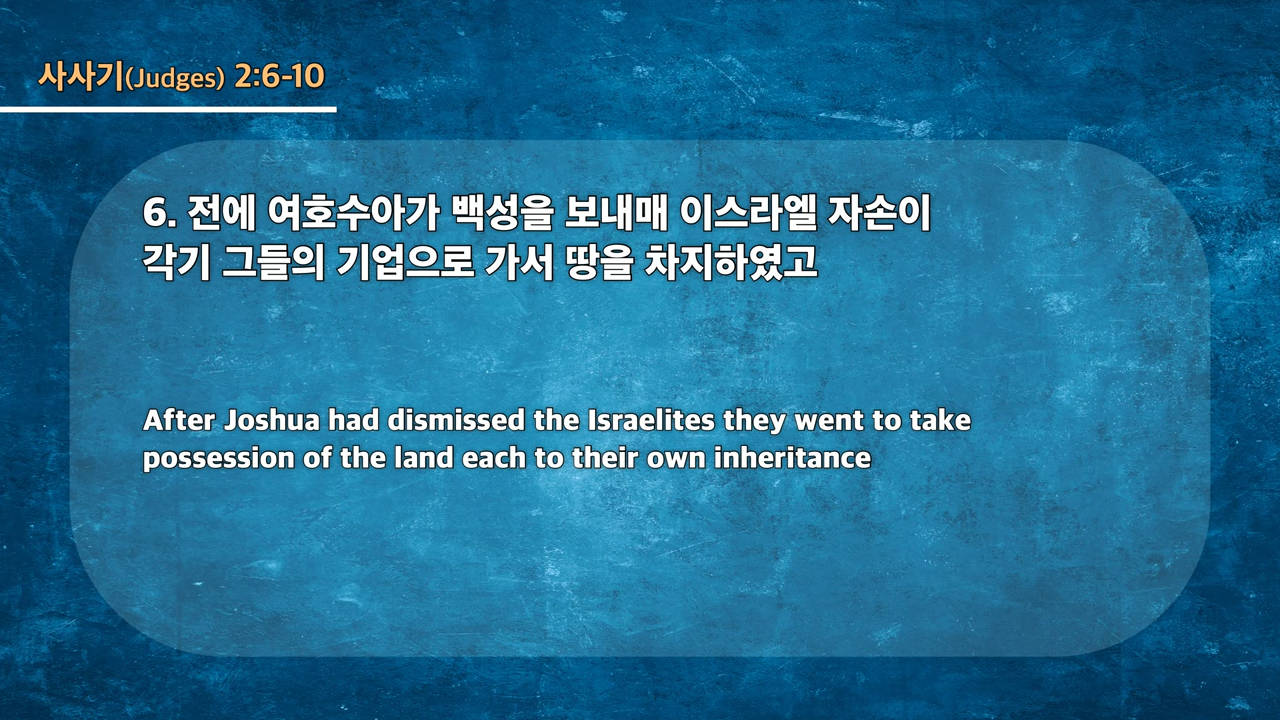 사사기(Judges) 2:6-10
6. 전에 여호수아가 백성을 보내매 이스라엘 자손이
각기 그들의 기업으로 가서 땅을 차지하였고
After Joshua had dismissed the Israelites they went to take
possession of the land each to their own inheritance